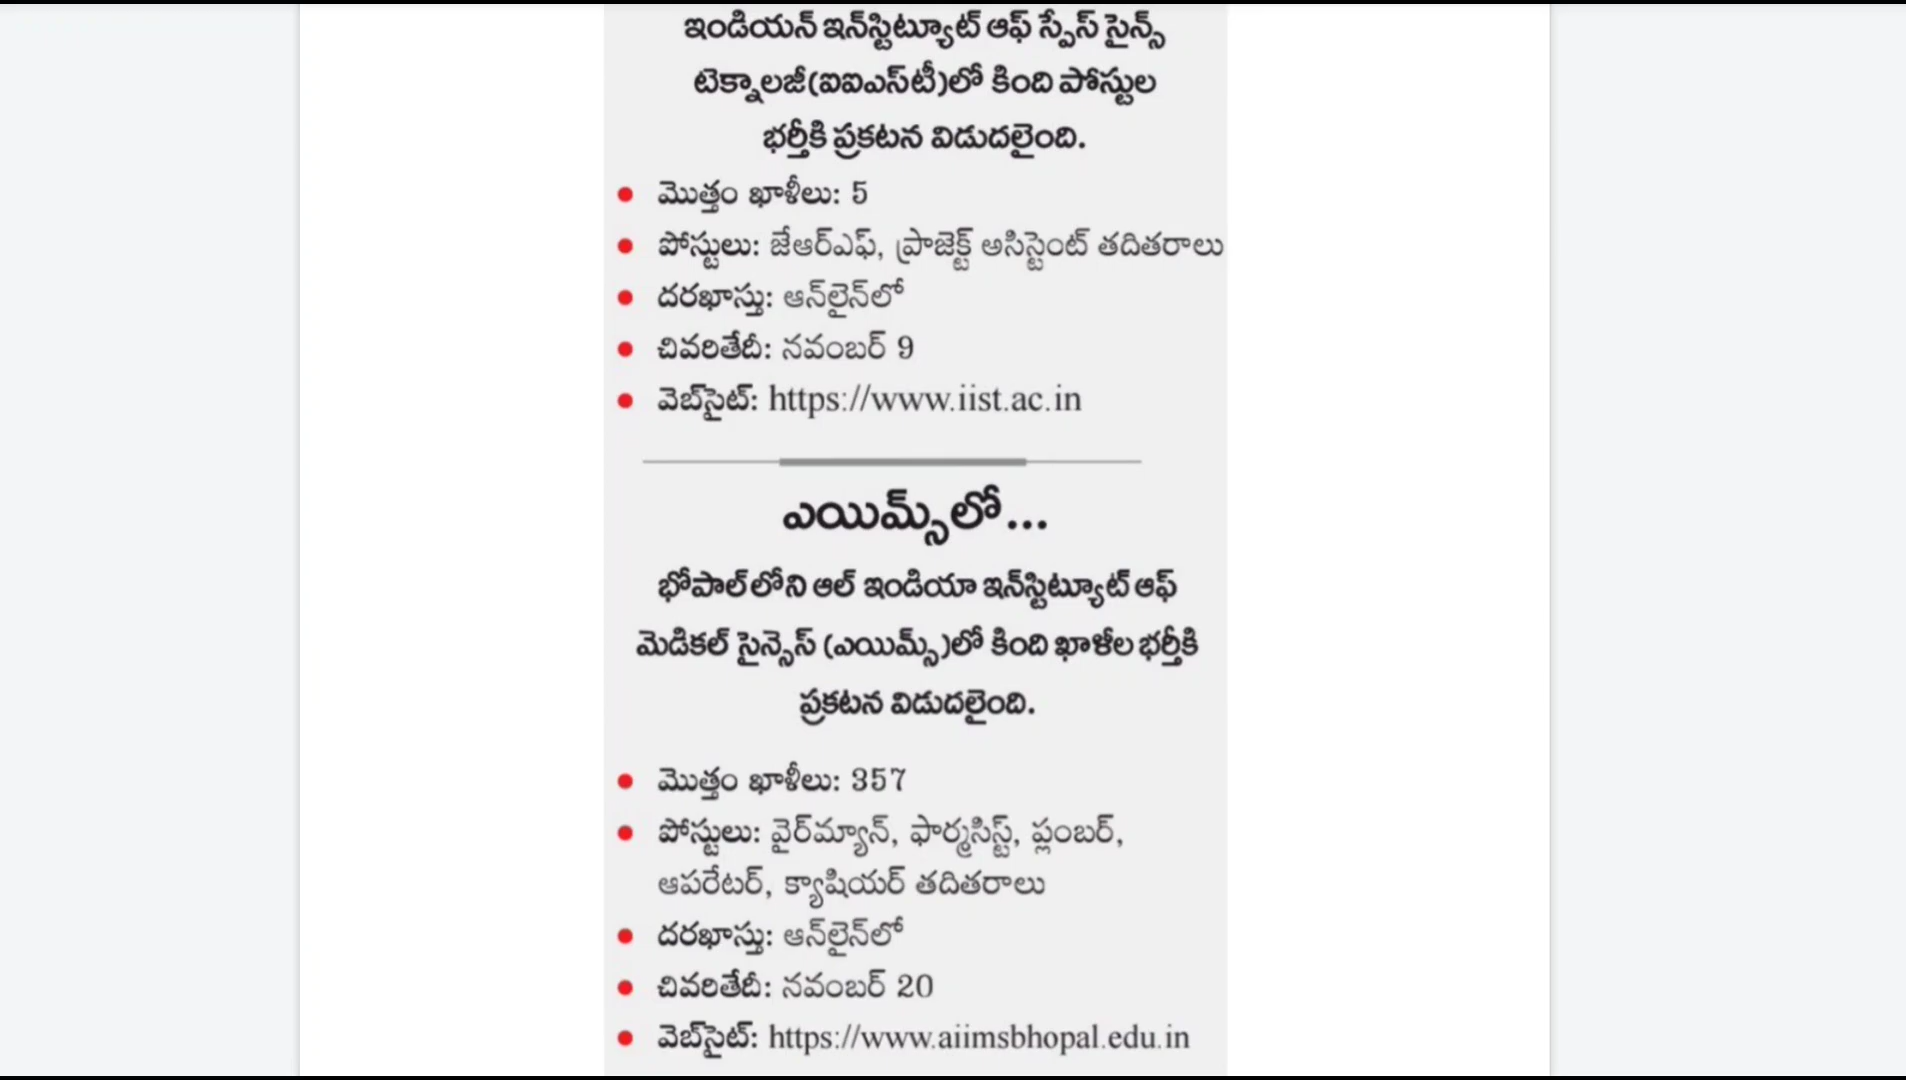 ఇండియన్ ఇన్‌స్టిట్యూట్ ఆఫ్ స్పేస్ సైన్స్
టెక్నాలజీ(ఐఐఎస్‌టీ)లో కింది పోస్టుల
భర్తీకి ప్రకటన విడుదలైంది.
• మొత్తం ఖాళీలు: 5
• పోస్టులు: జేఆర్ఎఫ్, ప్రాజెక్ట్ అసిస్టెంట్ తదితరాలు
• దరఖాస్తు: ఆన్‌లైన్‌లో
• చివరితేదీ: నవంబర్ 9
• వెబ్‌సైట్: https://www.iist.ac.in
ఎయిమ్స్‌లో...
భోపాల్‌లోని ఆల్ ఇండియా ఇన్‌స్టిట్యూట్ ఆఫ్
మెడికల్ సైన్సెస్ (ఎయిమ్స్)లో కింది ఖాళీల భర్తీకి
ప్రకటన విడుదలైంది.
• మొత్తం ఖాళీలు: 357
• పోస్టులు: వైర్‌మ్యాన్, ఫార్మసిస్ట్, ప్లంబర్,
ఆపరేటర్, క్యాషియర్ తదితరాలు
• దరఖాస్తు: ఆన్‌లైన్‌లో
• చివరితేదీ: నవంబర్ 20
• వెబ్‌సైట్: https://www.aiimsbhopal.edu.in